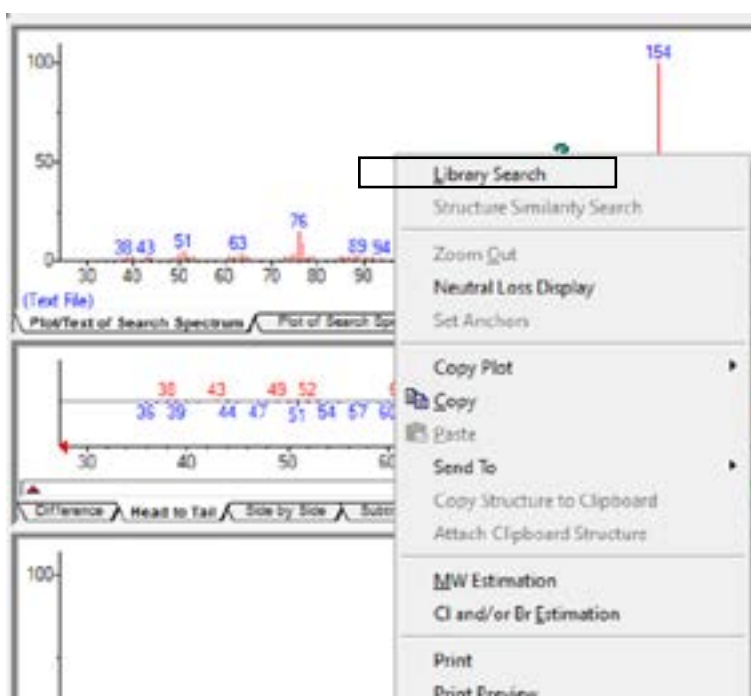 100
154
50
76
38 43 51 63 89 94
0
30 40 50 60 70 80 90
(Text File)
Plot/Text of Search Spectrum Plot of Search Spe
38 43 49 52
36 39 44 47 51 54 57 60
30 40 50 60
Difference Head to Tail Side by Side Subtr
100
Library Search
Structure Similarity Search
Zoom Out
Neutral Loss Display
Set Anchors
Copy Plot
Copy
Paste
Send To
Copy Structure to Clipboard
Attach Clipboard Structure
MW Estimation
Cl and/or Br Estimation
Print
Print Preview